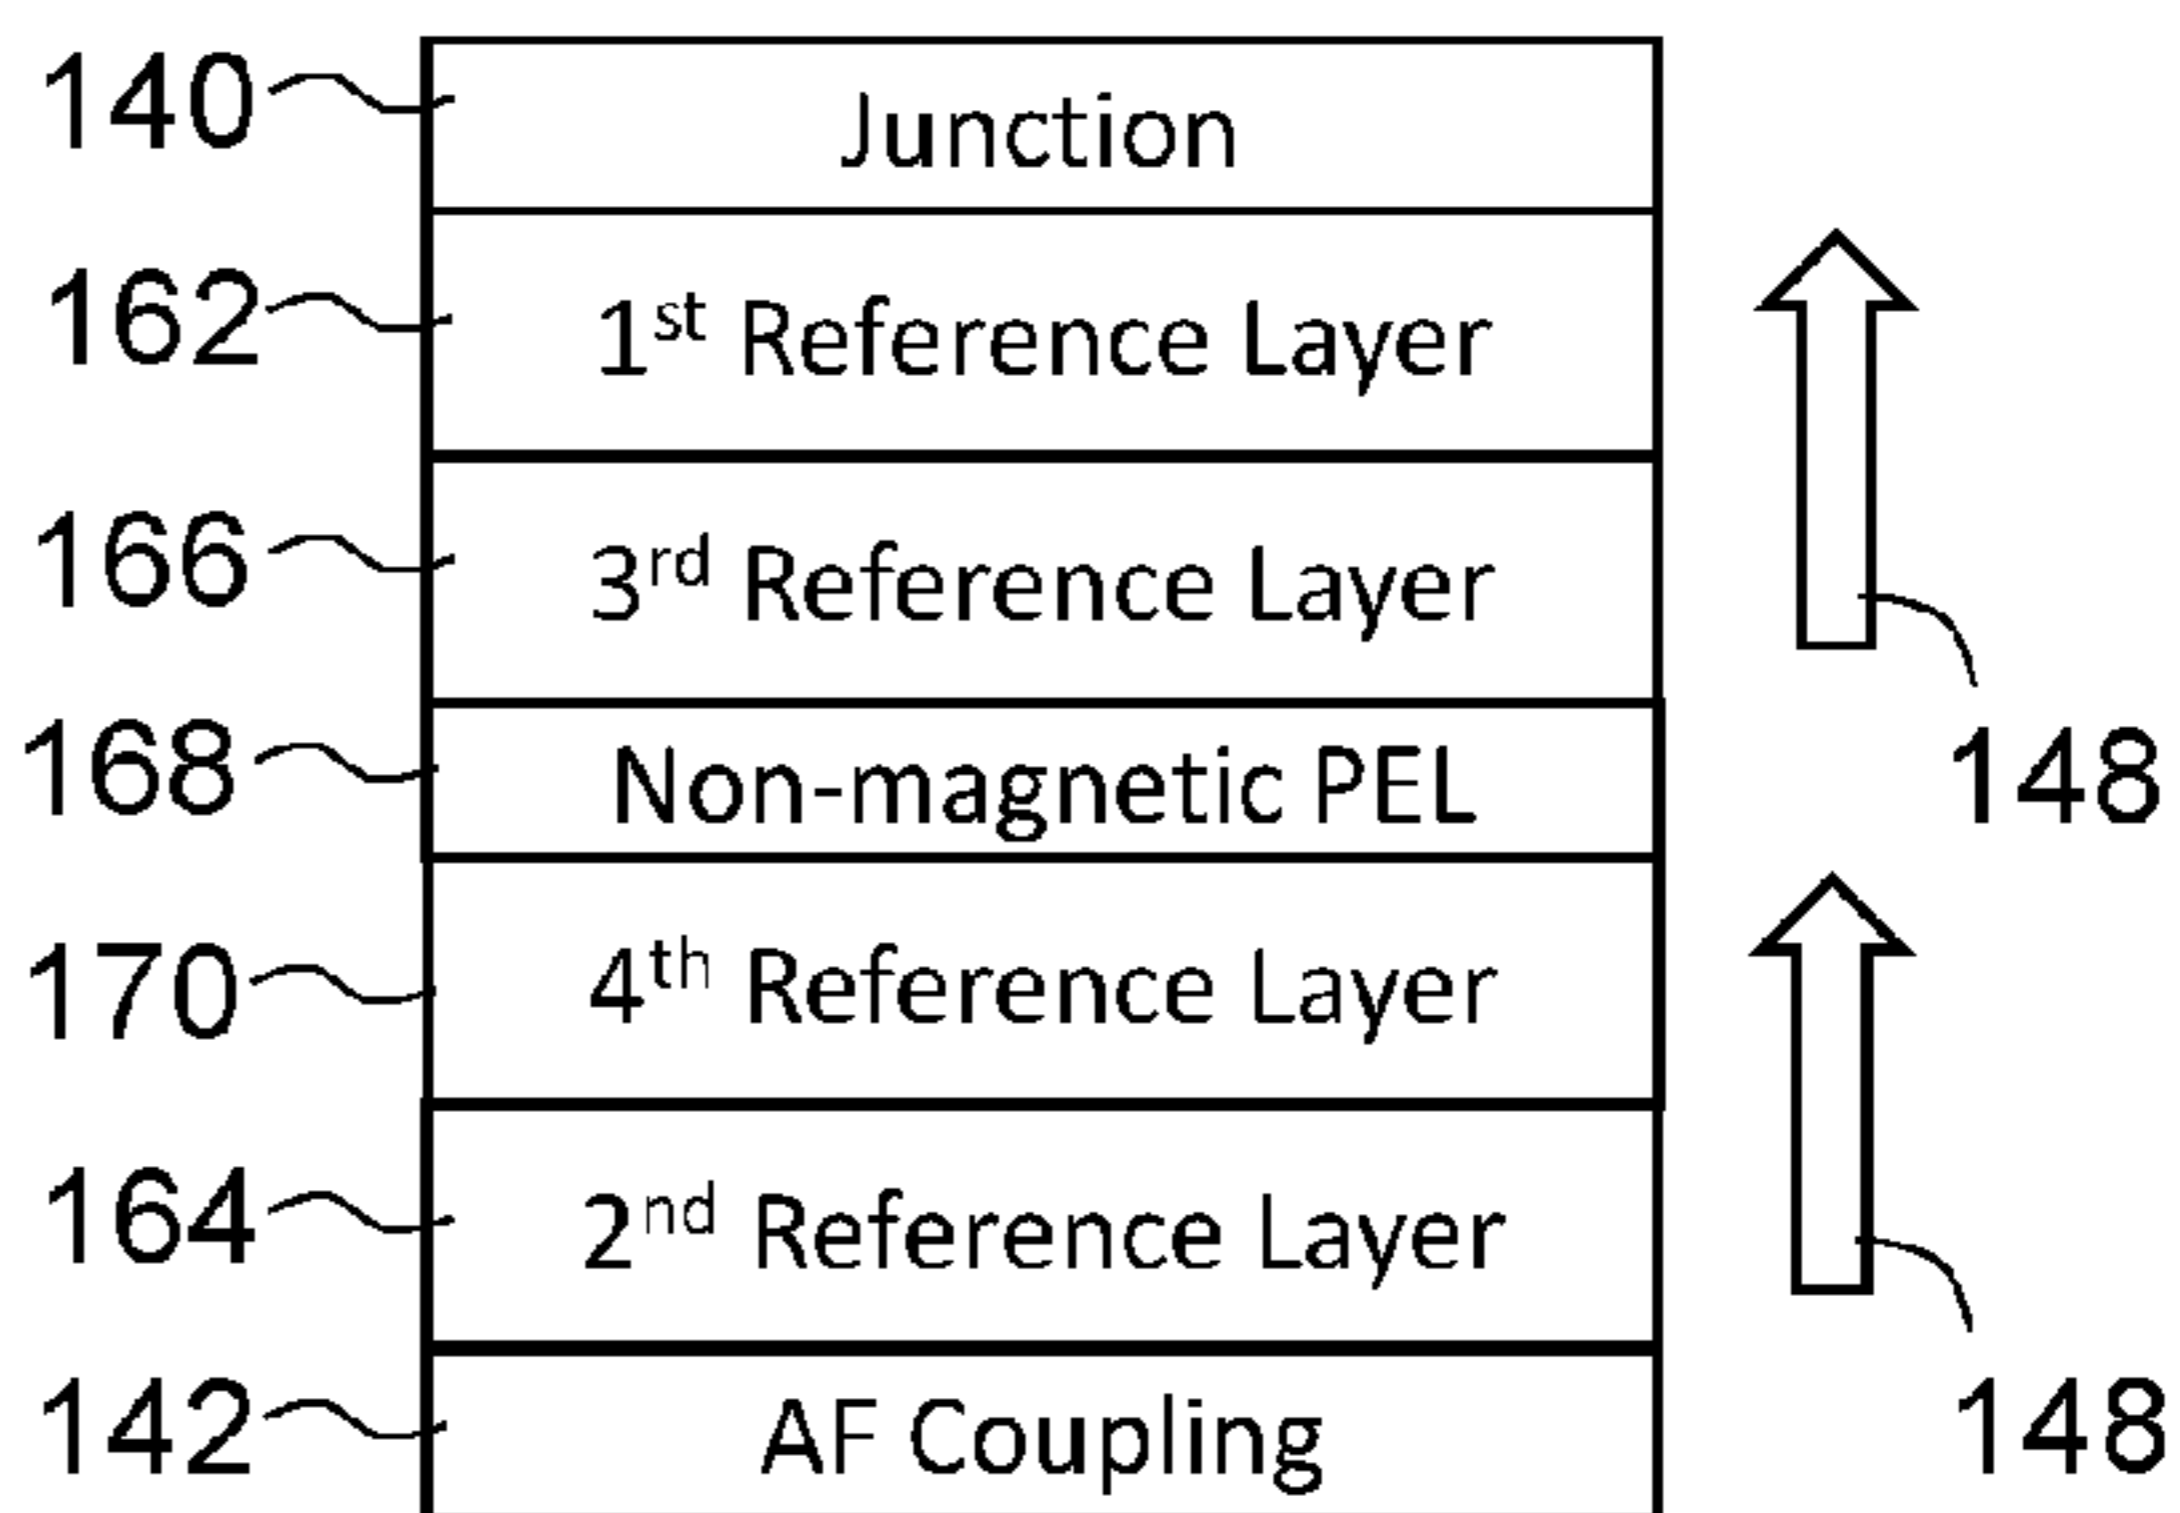 140 Junction
162 1st Reference Layer
166 3rd Reference Layer
148
168 Non-magnetic PEL
170 4th Reference Layer
164 2nd Reference Layer
148
142 AF Coupling